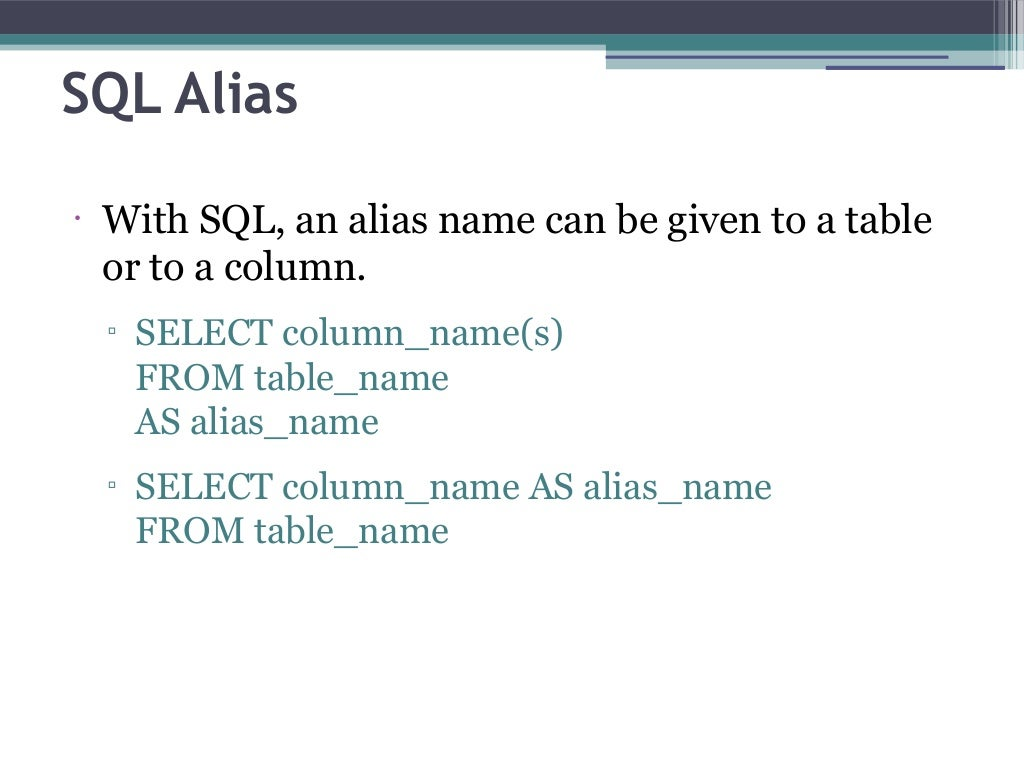 SQL Alias
• With SQL, an alias name can be given to a table
or to a column.
▫ SELECT column_name(s)
FROM table_name
AS alias_name
▫ SELECT column_name AS alias_name
FROM table_name